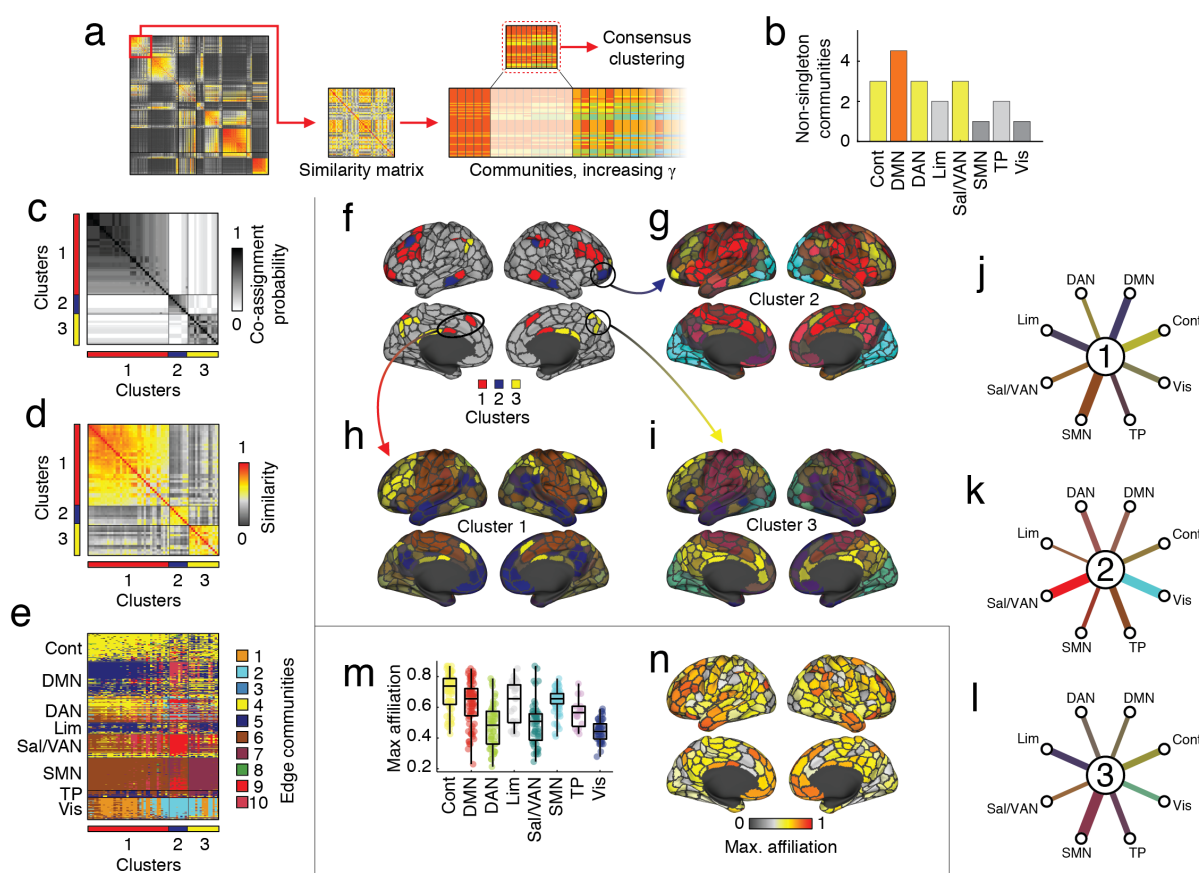 a
Consensus
clustering
Similarity matrix
Communities, increasing γ
b
Non-singleton
communities
4
2
0
Cont
DMN
DAN
Lim
Sal/VAN
SMN
TP
Vis
c
Clusters
1
2
3
1
0
Co-assignment
probability
1 2 3
Clusters
d
Clusters
1
2
3
1
0
Similarity
1 2 3
Clusters
e
Cont
DMN
DAN
Lim
Sal/VAN
SMN
TP
Vis
1
2
3
4
5
6
7
8
9
10
Edge communities
1 2 3
Clusters
f
1 2 3
Clusters
g
Cluster 2
h
Cluster 1
i
Cluster 3
j
DAN
DMN
Lim
Cont
1
Sal/VAN
Vis
SMN
TP
k
DAN
DMN
Lim
Cont
2
Sal/VAN
Vis
SMN
TP
l
DAN
DMN
Lim
Cont
3
Sal/VAN
Vis
SMN
TP
m
Max affiliation
0.8
0.6
0.4
0.2
Cont
DMN
DAN
Lim
Sal/VAN
SMN
TP
Vis
n
0 1
Max. affiliation